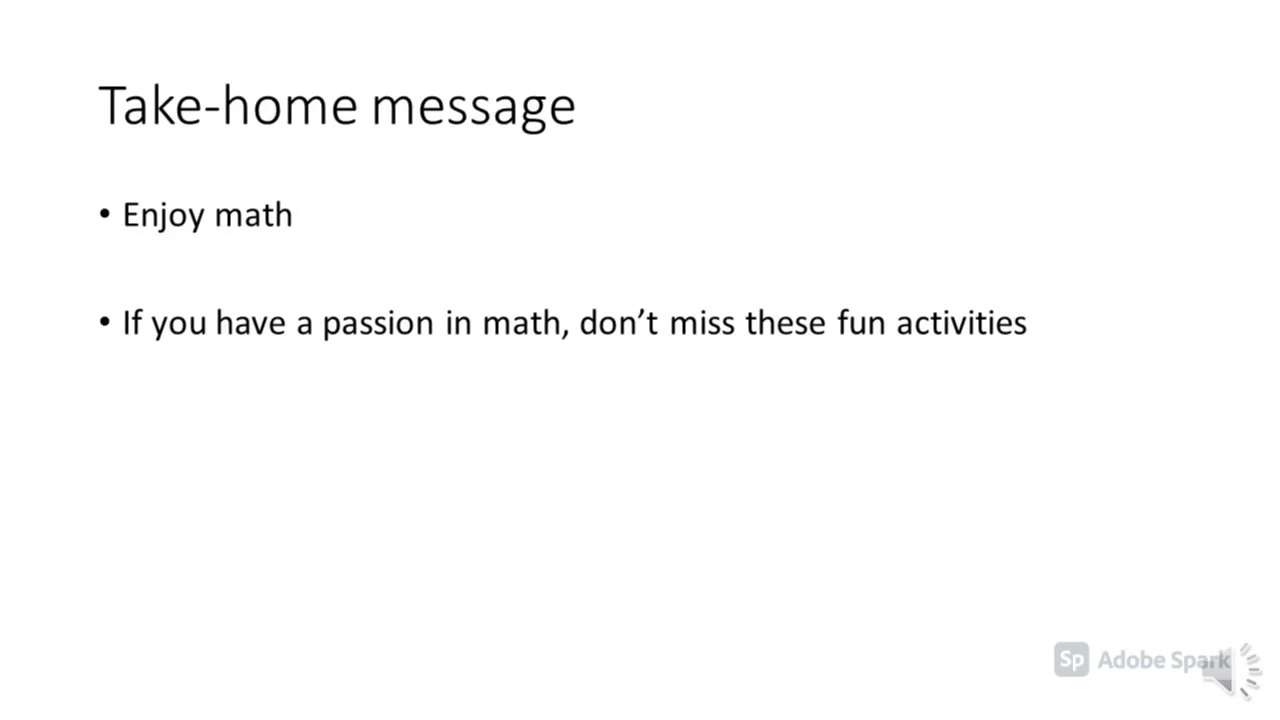 Take-home message
• Enjoy math
• If you have a passion in math, don’t miss these fun activities
Sp Adobe Spark